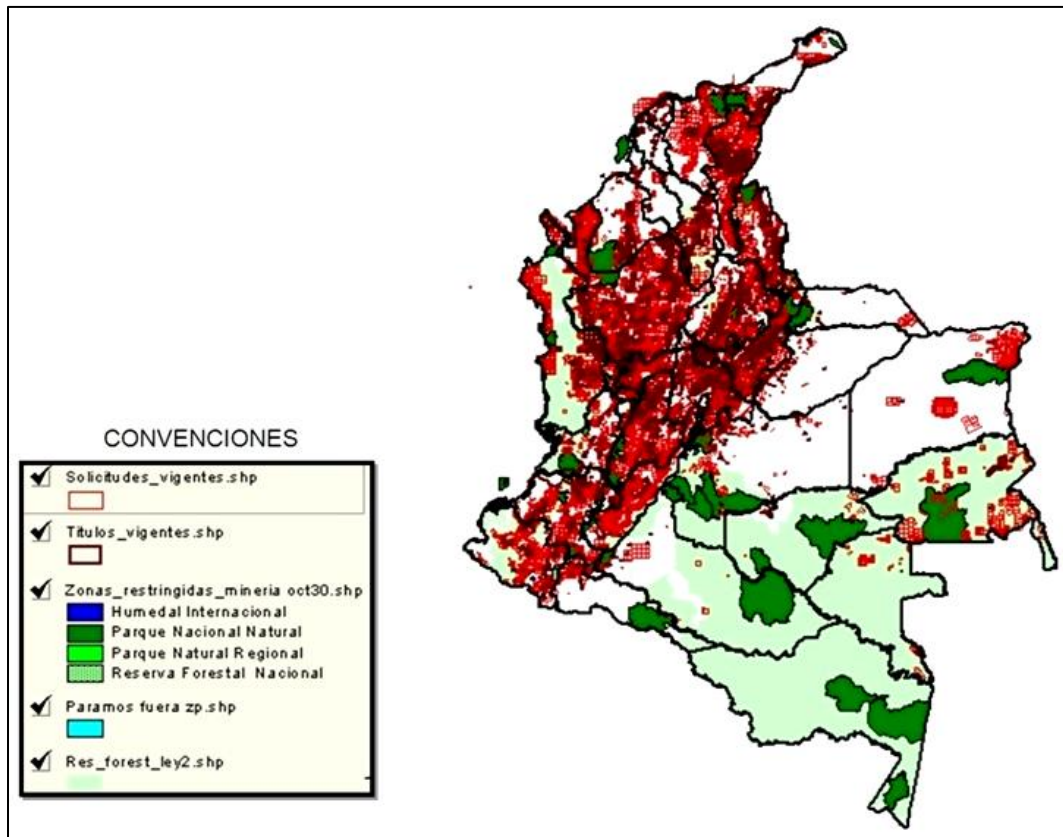 CONVENCIONES
Solicitudes_vigentes.shp
Titulos_vigentes.shp
Zonas_restringidas_mineria oct30.shp
Humedal Internacional
Parque Nacional Natural
Parque Natural Regional
Reserva Forestal Nacional
Paramos fuera zp.shp
Res_forest_ley2.shp